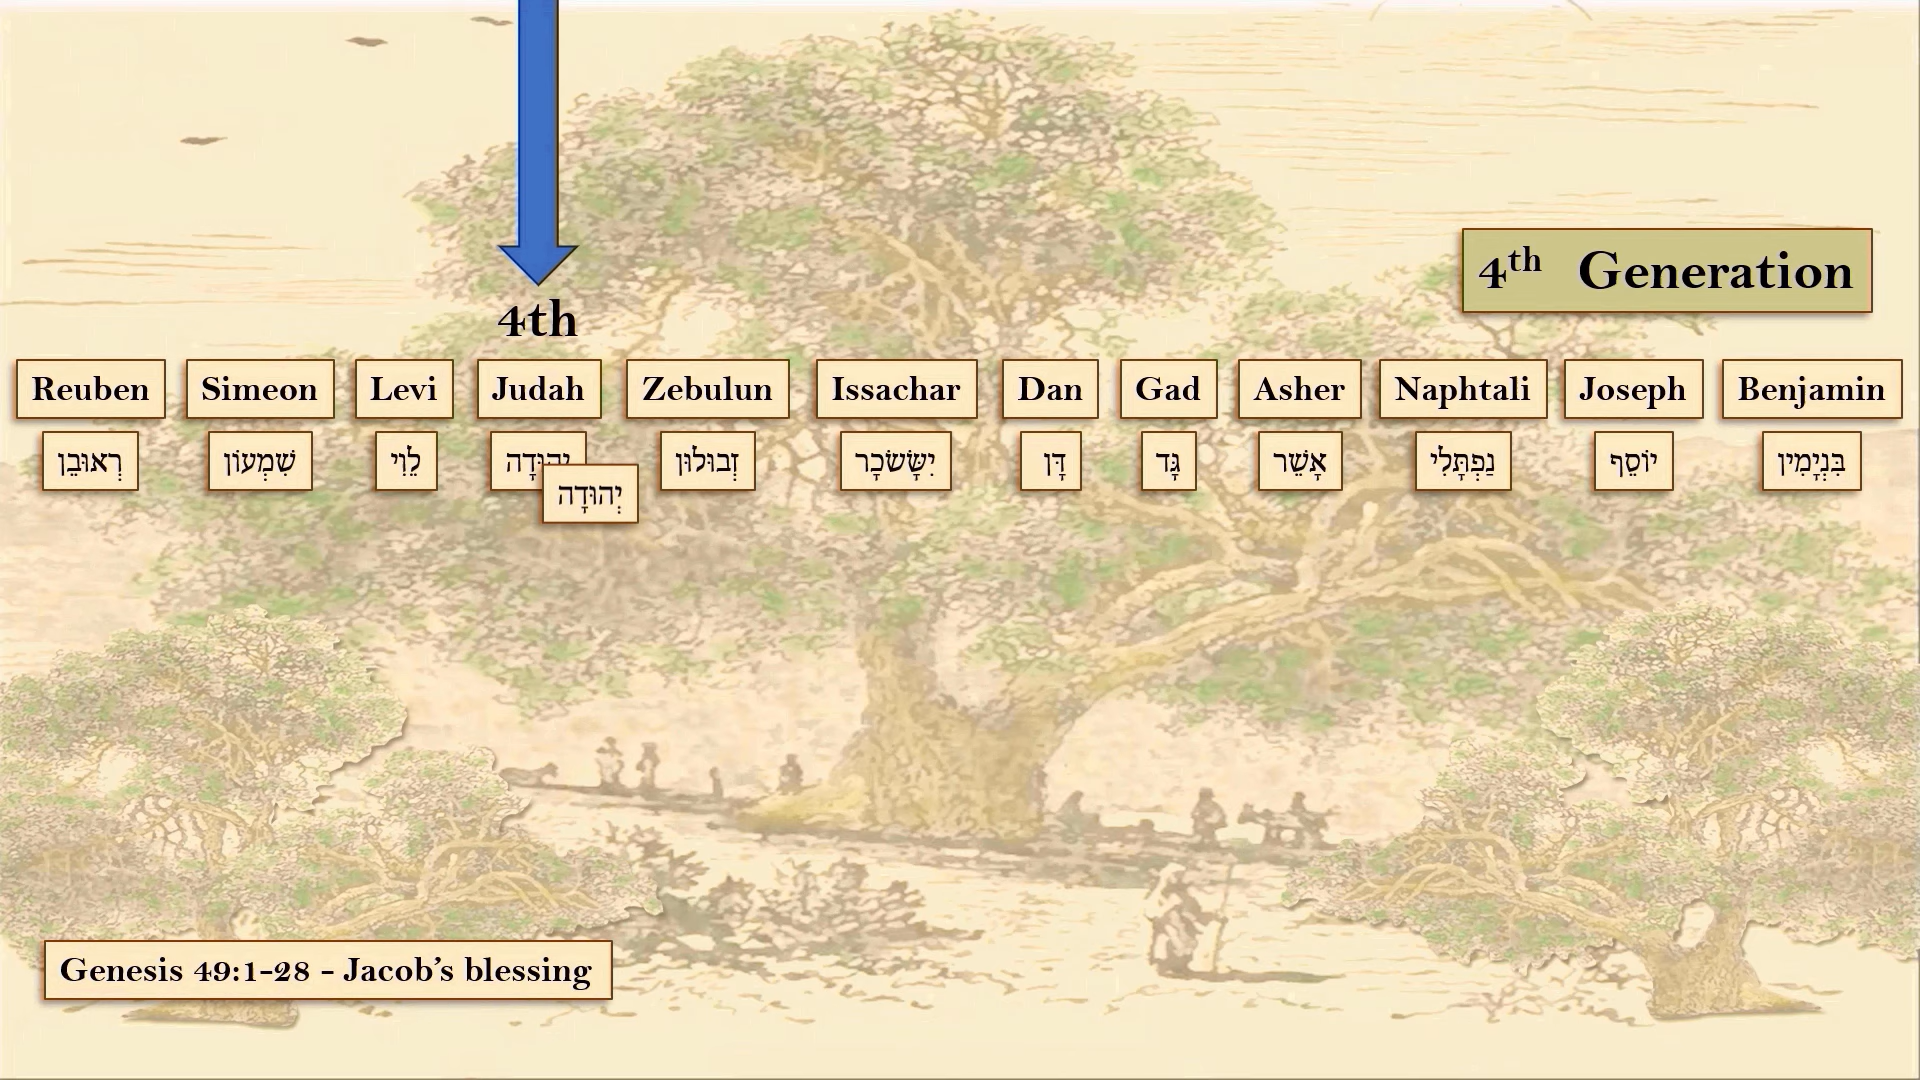 4th Generation
4th
Reuben Simeon Levi Judah Zebulun Issachar Dan Gad Asher Naphtali Joseph Benjamin
רְאוּבֵן שִׁמְעוֹן לֵוִי יְהוּדָה זְבוּלוּן יִשָּׂשׂכָר דָּן גָּד אָשֵׁר נַפְתָּלִי יוֹסֵף בִּנְיָמִין
יְהוּדָה
Genesis 49:1-28 - Jacob’s blessing